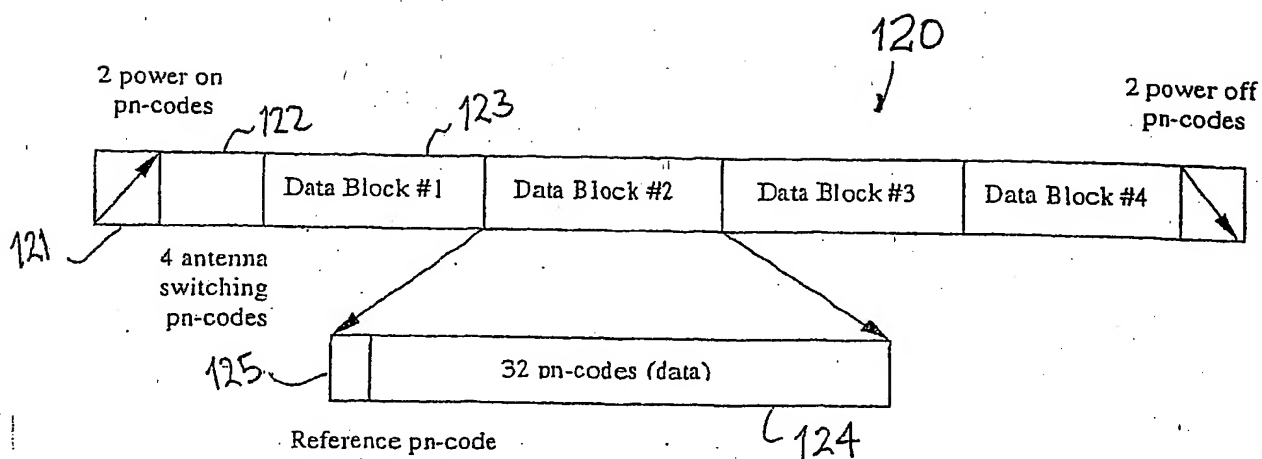 120
2 power on
pn-codes
2 power off
pn-codes
122
123
Data Block #1
Data Block #2
Data Block #3
Data Block #4
121
4 antenna
switching
pn-codes
125
32 pn-codes (data)
124
Reference pn-code